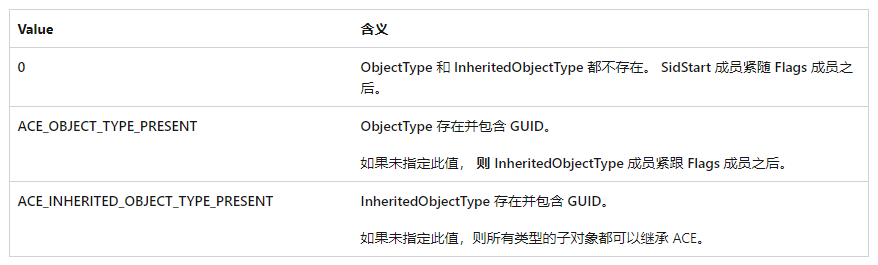 Value 含义
0 ObjectType 和 InheritedObjectType 都不存在。 SidStart 成员紧随 Flags 成员之
后。
ACE_OBJECT_TYPE_PRESENT ObjectType 存在并包含 GUID。
如果未指定此值， 则 InheritedObjectType 成员紧跟 Flags 成员之后。
ACE_INHERITED_OBJECT_TYPE_PRESENT InheritedObjectType 存在并包含 GUID。
如果未指定此值，则所有类型的子对象都可以继承 ACE。